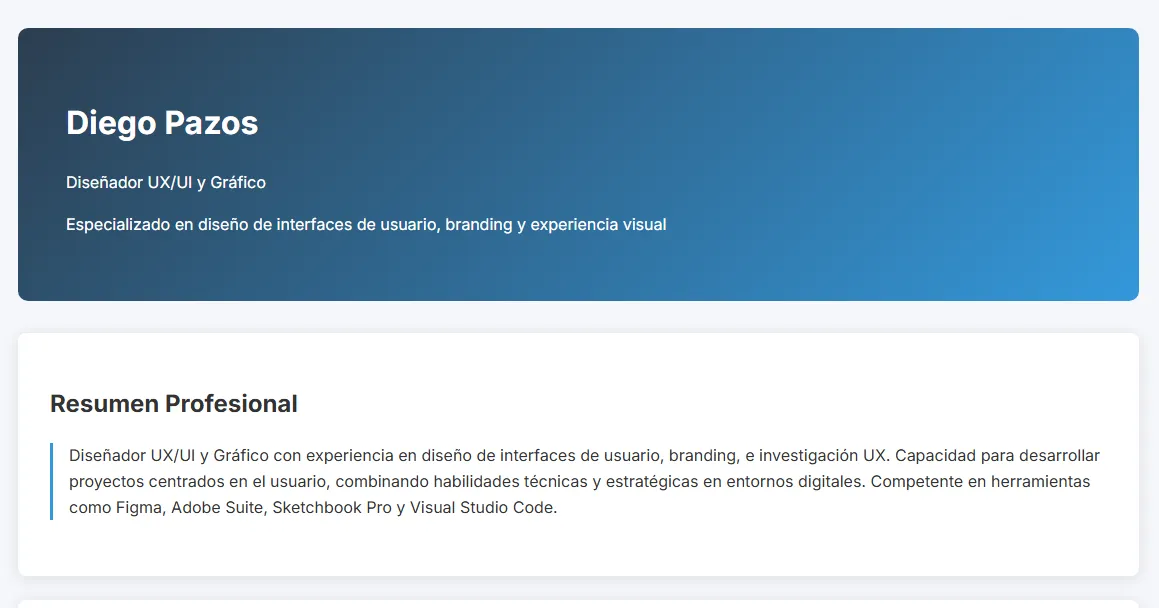 Diego Pazos
Diseñador UX/UI y Gráfico
Especializado en diseño de interfaces de usuario, branding y experiencia visual
Resumen Profesional
Diseñador UX/UI y Gráfico con experiencia en diseño de interfaces de usuario, branding, e investigación UX. Capacidad para desarrollar
proyectos centrados en el usuario, combinando habilidades técnicas y estratégicas en entornos digitales. Competente en herramientas
como Figma, Adobe Suite, Sketchbook Pro y Visual Studio Code.